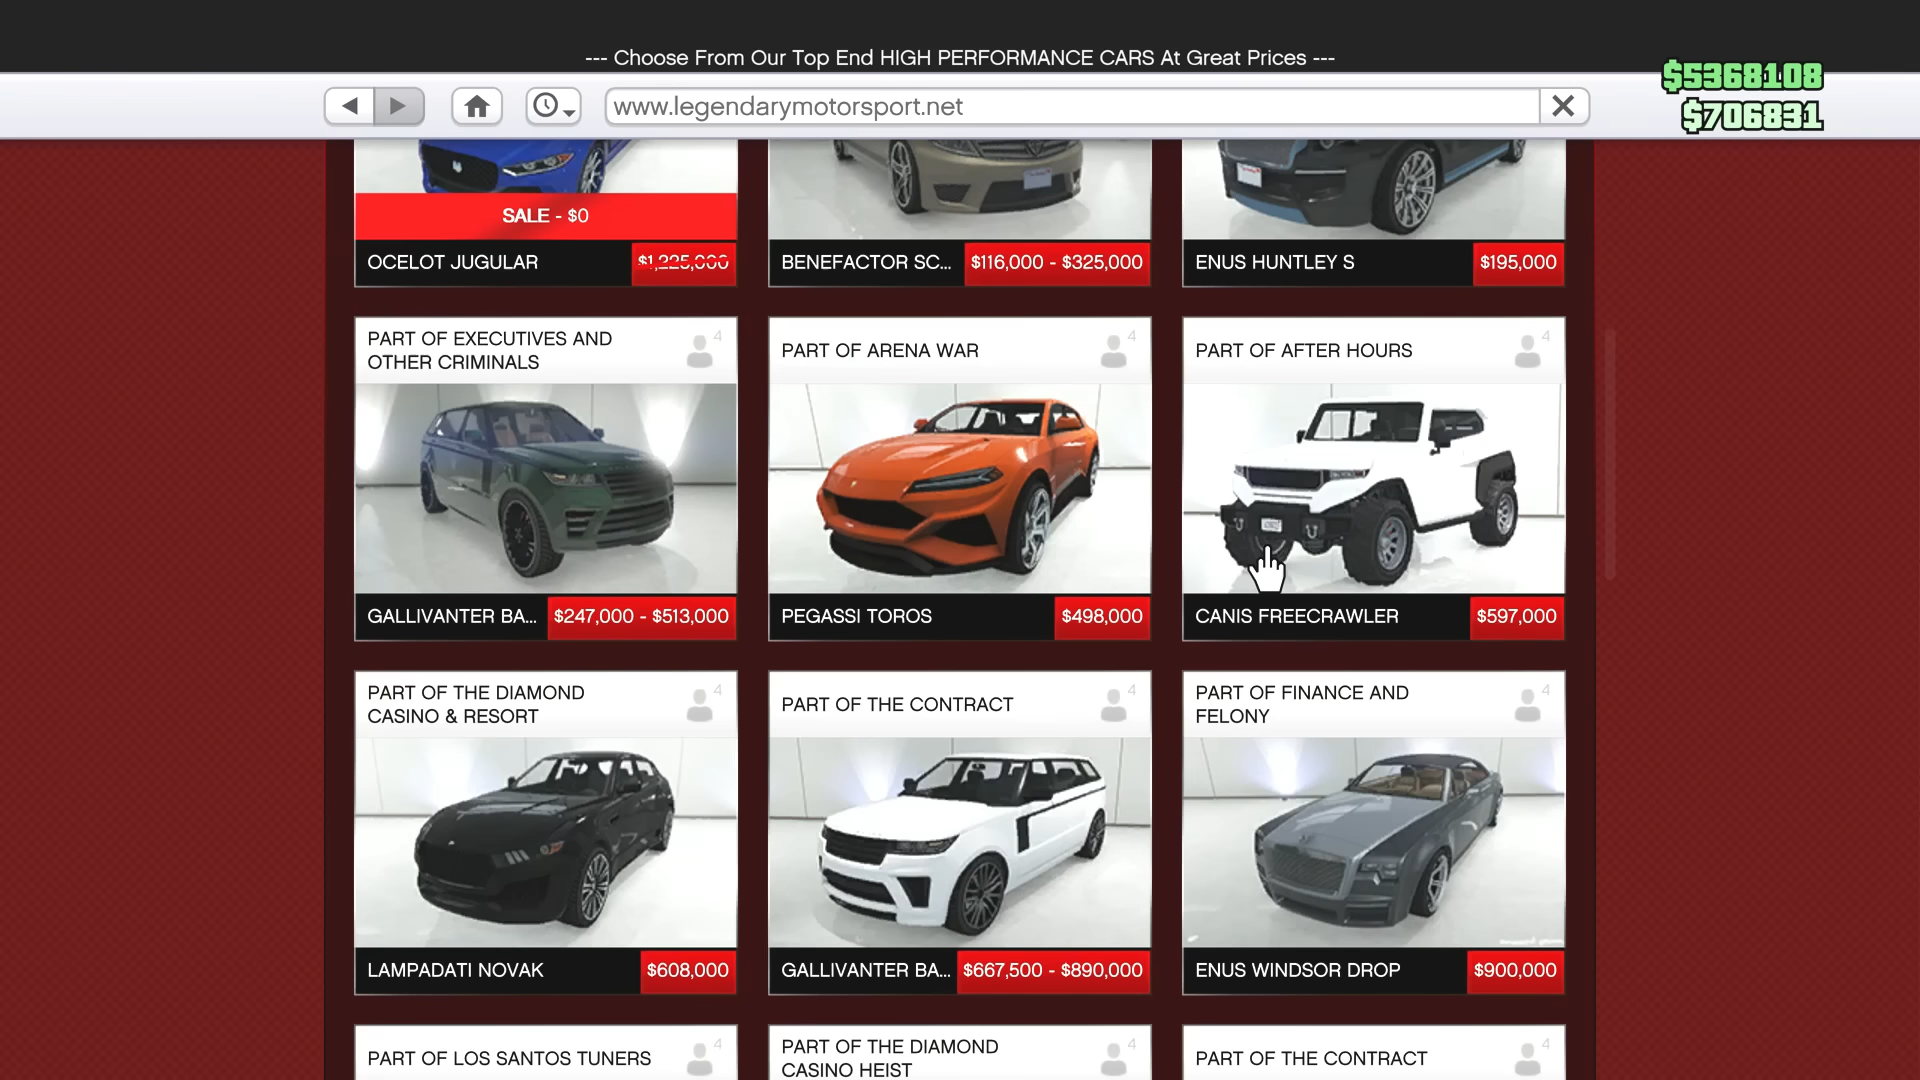 --- Choose From Our Top End HIGH PERFORMANCE CARS At Great Prices ---
www.legendarymotorsport.net
$5368108
$706831
SALE - $0
OCELOT JUGULAR
$1,225,000
BENEFACTOR SC...
$116,000 - $325,000
ENUS HUNTLEY S
$195,000
PART OF EXECUTIVES AND
OTHER CRIMINALS
4
PART OF ARENA WAR
4
PART OF AFTER HOURS
4
GALLIVANTER BA...
$247,000 - $513,000
PEGASSI TOROS
$498,000
CANIS FREECRAWLER
$597,000
PART OF THE DIAMOND
CASINO & RESORT
4
PART OF THE CONTRACT
4
PART OF FINANCE AND
FELONY
4
LAMPADATI NOVAK
$608,000
GALLIVANTER BA...
$667,500 - $890,000
ENUS WINDSOR DROP
$900,000
PART OF LOS SANTOS TUNERS
4
PART OF THE DIAMOND
CASINO HEIST
4
PART OF THE CONTRACT
4